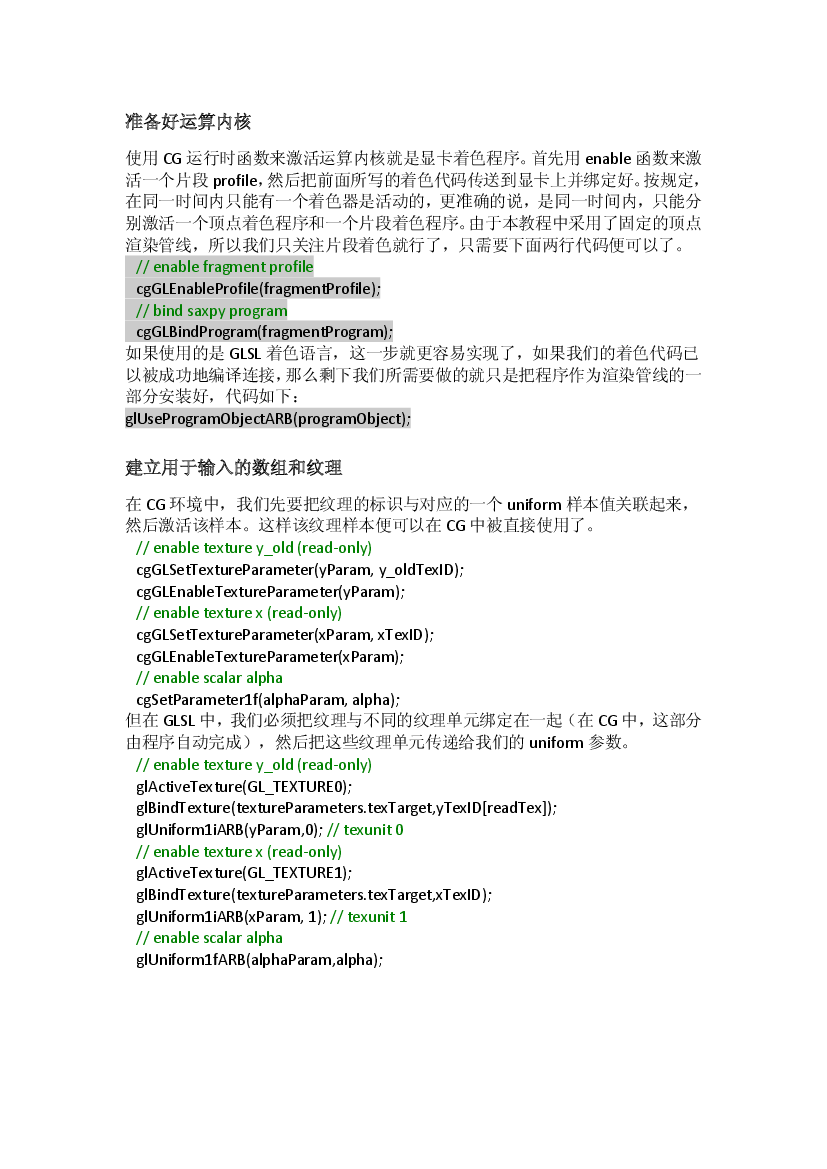 准备好运算内核
使用 CG 运行时函数来激活运算内核就是显卡着色程序。首先用 enable 函数来激
活一个片段 profile，然后把前面所写的着色代码传送到显卡上并绑定好。按规定，
在同一时间内只能有一个着色器是活动的，更准确的说，是同一时间内，只能分
别激活一个顶点着色程序和一个片段着色程序。由于本教程中采用了固定的顶点
渲染管线，所以我们只关注片段着色就行了，只需要下面两行代码便可以了。
// enable fragment profile
cgGLEnableProfile(fragmentProfile);
// bind saxpy program
cgGLBindProgram(fragmentProgram);
如果使用的是 GLSL 着色语言，这一步就更容易实现了，如果我们的着色代码已
以被成功地编译连接，那么剩下我们所需要做的就只是把程序作为渲染管线的一
部分安装好，代码如下：
glUseProgramObjectARB(programObject);
建立用于输入的数组和纹理
在 CG 环境中，我们先要把纹理的标识与对应的一个 uniform 样本值关联起来，
然后激活该样本。这样该纹理样本便可以在 CG 中被直接使用了。
// enable texture y_old (read-only)
cgGLSetTextureParameter(yParam, y_oldTexID);
cgGLEnableTextureParameter(yParam);
// enable texture x (read-only)
cgGLSetTextureParameter(xParam, xTexID);
cgGLEnableTextureParameter(xParam);
// enable scalar alpha
cgSetParameter1f(alphaParam, alpha);
但在 GLSL 中，我们必须把纹理与不同的纹理单元绑定在一起（在 CG 中，这部分
由程序自动完成），然后把这些纹理单元传递给我们的 uniform 参数。
// enable texture y_old (read-only)
glActiveTexture(GL_TEXTURE0);
glBindTexture(textureParameters.texTarget,yTexID[readTex]);
glUniform1iARB(yParam,0); // texunit 0
// enable texture x (read-only)
glActiveTexture(GL_TEXTURE1);
glBindTexture(textureParameters.texTarget,xTexID);
glUniform1iARB(xParam, 1); // texunit 1
// enable scalar alpha
glUniform1fARB(alphaParam,alpha);